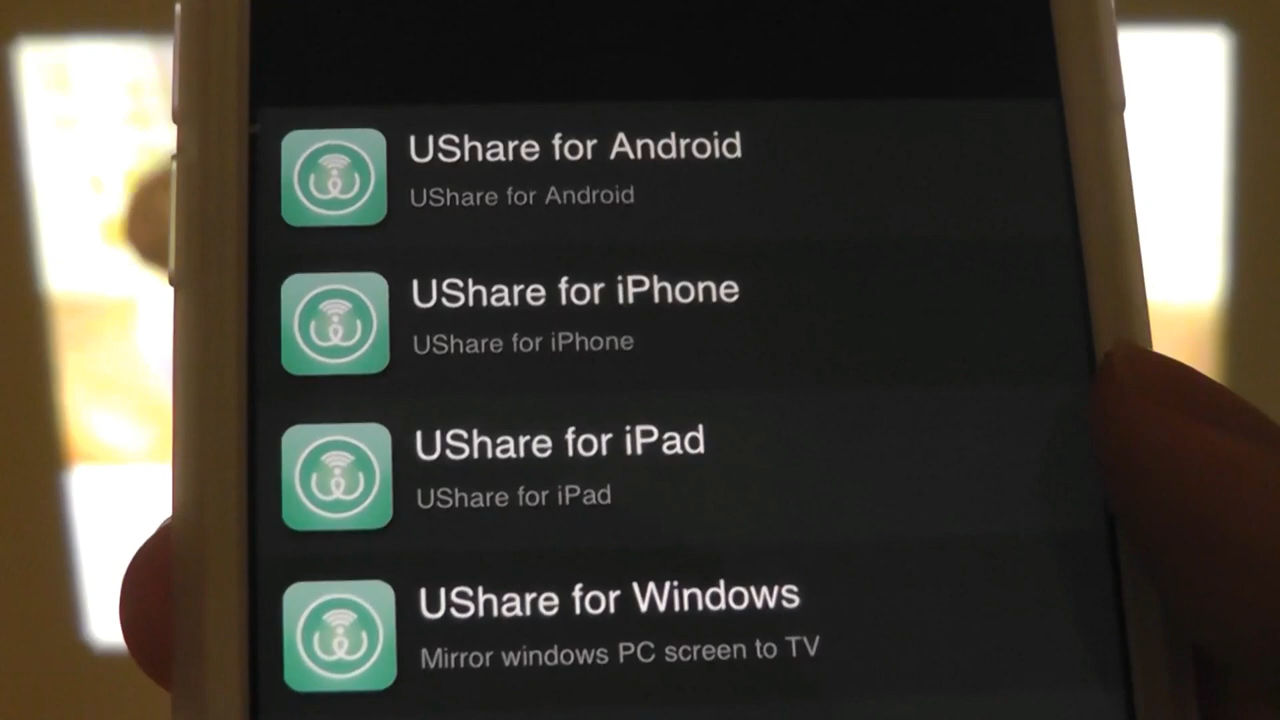 UShare for Android
UShare for Android
UShare for iPhone
UShare for iPhone
UShare for iPad
UShare for iPad
UShare for Windows
Mirror windows PC screen to TV